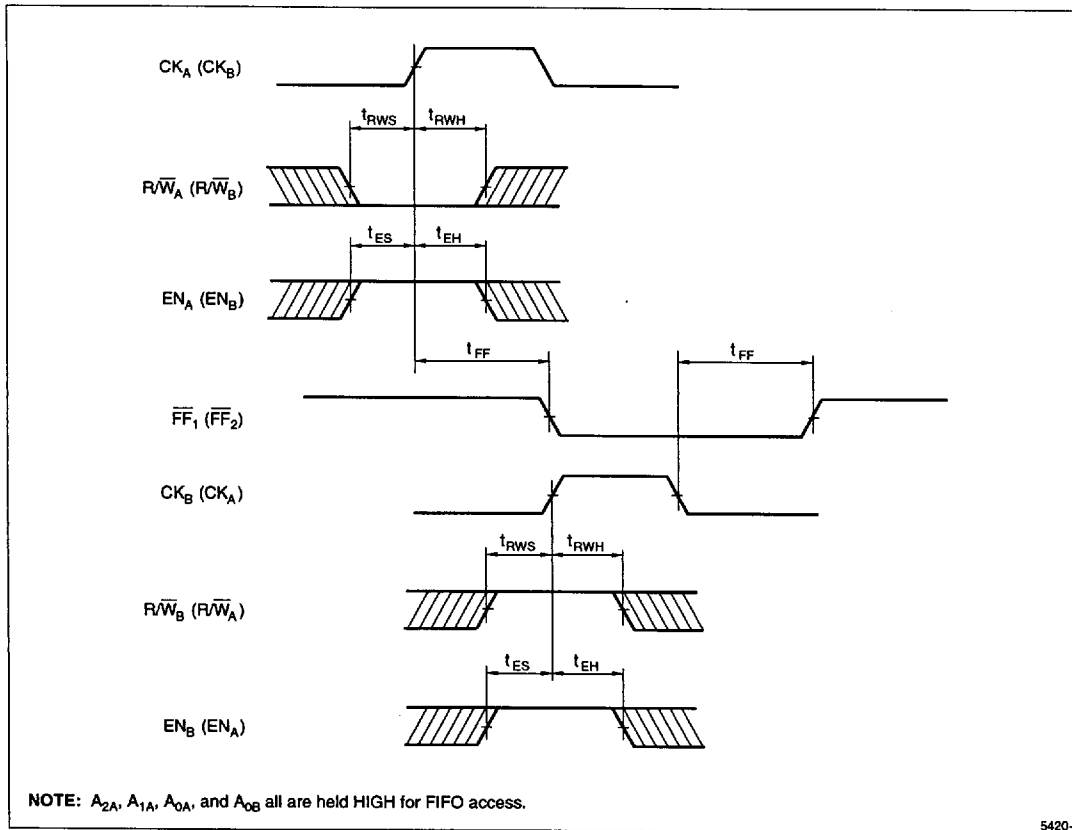 CK_A (CK_B)
t_RWS t_RWH
R/W̅_A (R/W̅_B)
t_ES t_EH
EN_A (EN_B)
t_FF t_FF
F̅F̅_1 (F̅F̅_2)
CK_B (CK_A)
t_RWS t_RWH
R/W̅_B (R/W̅_A)
t_ES t_EH
EN_B (EN_A)
NOTE: A_2A, A_1A, A_0A, and A_0B all are held HIGH for FIFO access.
5420-